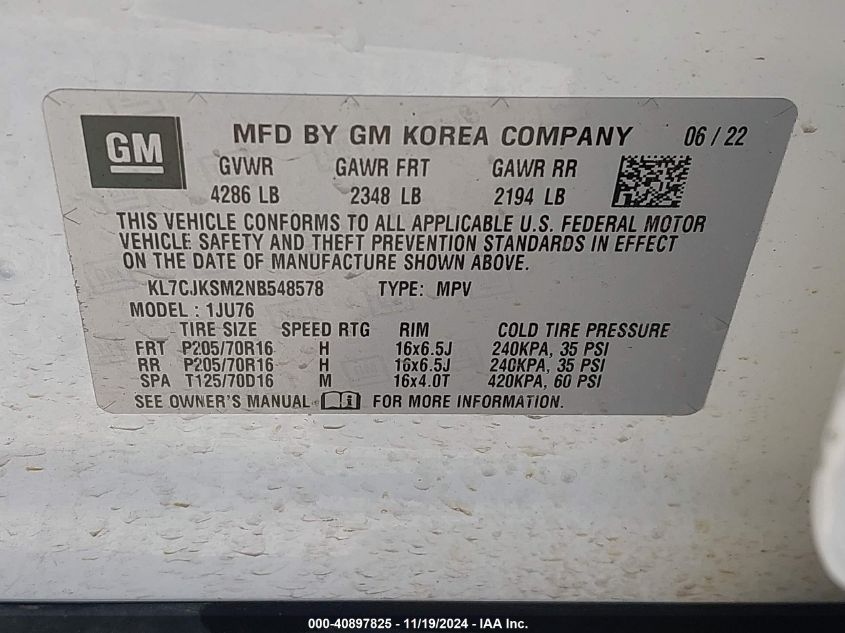 GM
MFD BY GM KOREA COMPANY 06 / 22
GVWR GAWR FRT GAWR RR
4286 LB 2348 LB 2194 LB
THIS VEHICLE CONFORMS TO ALL APPLICABLE U.S. FEDERAL MOTOR
VEHICLE SAFETY AND THEFT PREVENTION STANDARDS IN EFFECT
ON THE DATE OF MANUFACTURE SHOWN ABOVE.
KL7CJKSM2NB548578 TYPE: MPV
MODEL : 1JU76
TIRE SIZE SPEED RTG RIM COLD TIRE PRESSURE
FRT P205/70R16 H 16x6.5J 240KPA, 35 PSI
RR P205/70R16 H 16x6.5J 240KPA, 35 PSI
SPA T125/70D16 M 16x4.0T 420KPA, 60 PSI
SEE OWNER'S MANUAL FOR MORE INFORMATION.
000-40897825 - 11/19/2024 - IAA Inc.